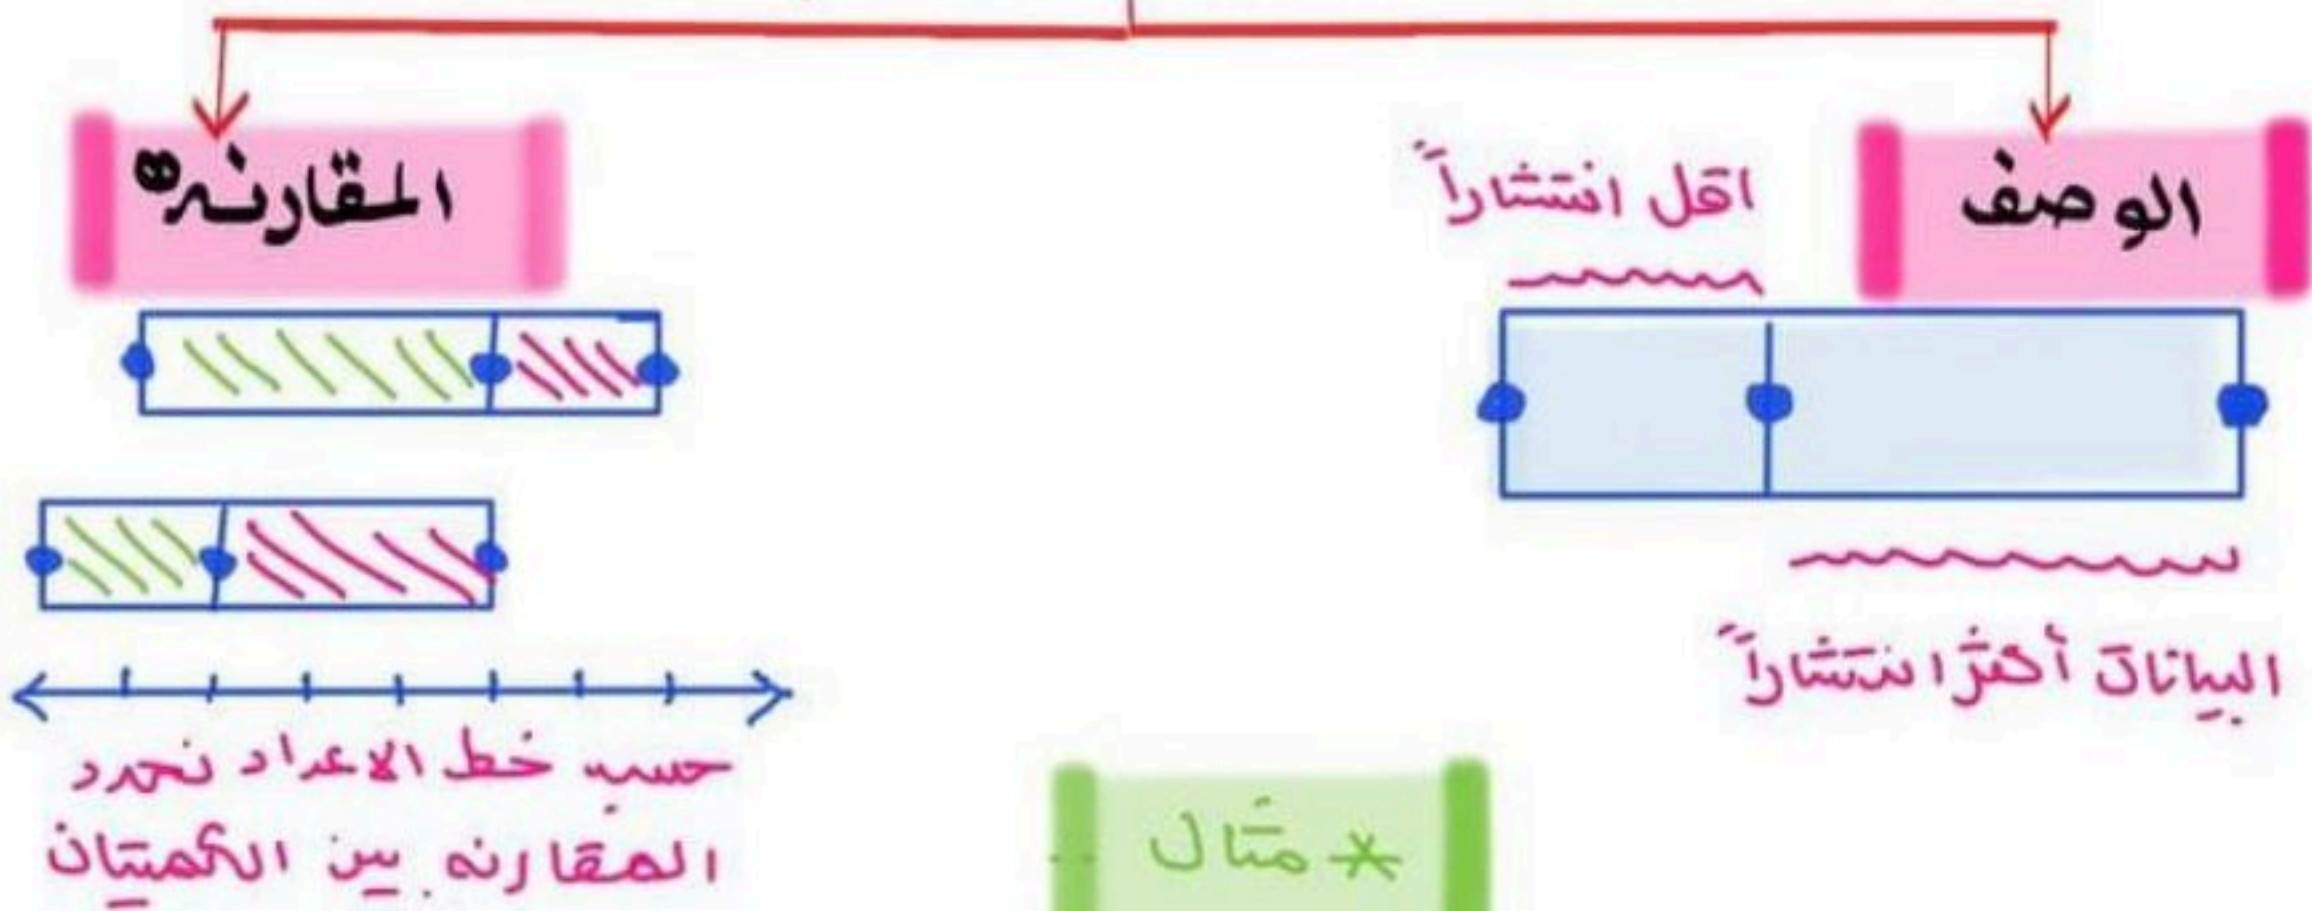 الوصف
اقل انتشاراً
البيانات أكثر انتشاراً
المقارنه
حسب خط الاعداد نحدد
المقارنه بين الكميتان
* مثال